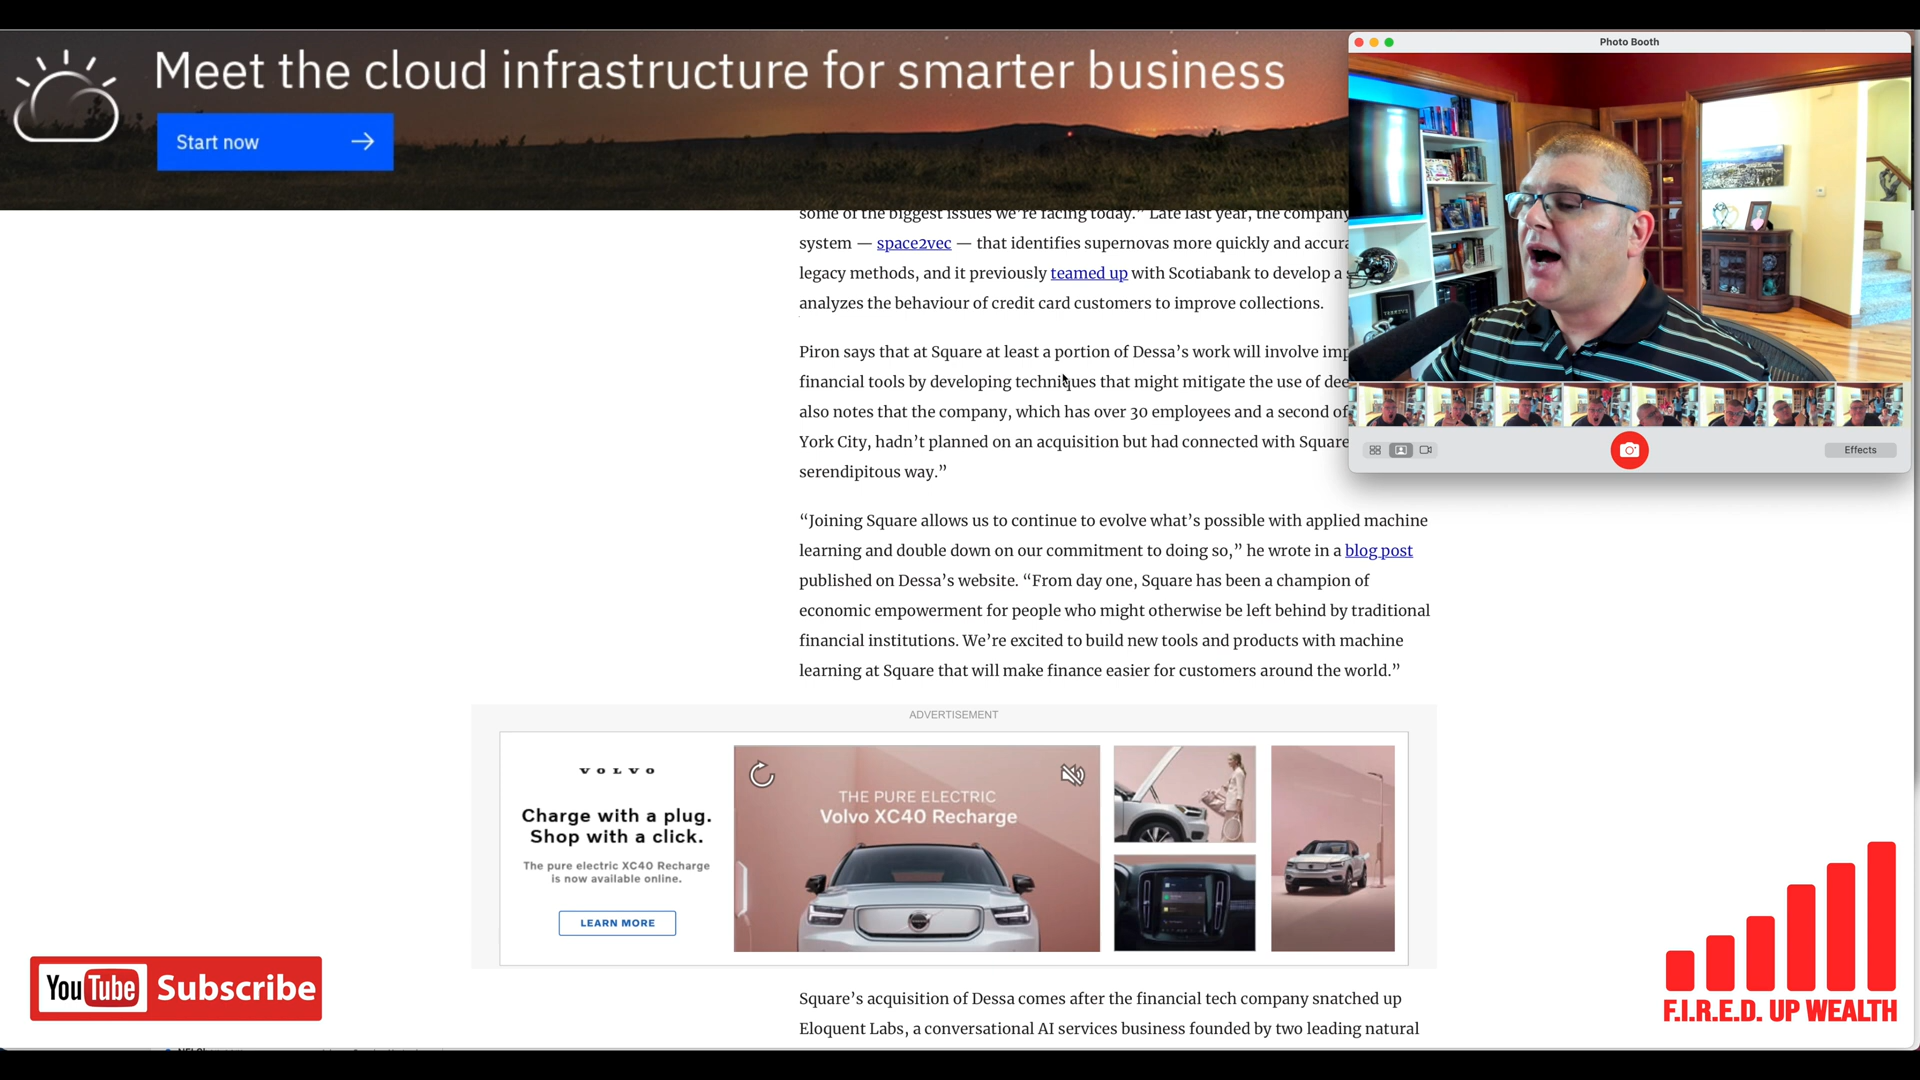 Meet the cloud infrastructure for smarter business
Start now
Photo Booth
some of the biggest issues we're facing today." Late last year, the company
system — space2vec — that identifies supernovas more quickly and
legacy methods, and it previously teamed up with Scotiabank to develop a
analyzes the behaviour of credit card customers to improve collections.
Piron says that at Square at least a portion of Dessa's work will involve
financial tools by developing techniques that might mitigate the use of
also notes that the company, which has over 30 employees and a second
York City, hadn't planned on an acquisition but had connected with Square
serendipitous way."
Effects
"Joining Square allows us to continue to evolve what's possible with applied machine
learning and double down on our commitment to doing so," he wrote in a blog post
published on Dessa's website. "From day one, Square has been a champion of
economic empowerment for people who might otherwise be left behind by traditional
financial institutions. We're excited to build new tools and products with machine
learning at Square that will make finance easier for customers around the world."
ADVERTISEMENT
VOLVO
Charge with a plug.
Shop with a click.
The pure electric XC40 Recharge
is now available online.
LEARN MORE
THE PURE ELECTRIC
Volvo XC40 Recharge
YouTube Subscribe
F.I.R.E.D. UP WEALTH
Square's acquisition of Dessa comes after the financial tech company snatched up
Eloquent Labs, a conversational AI services business founded by two leading natural